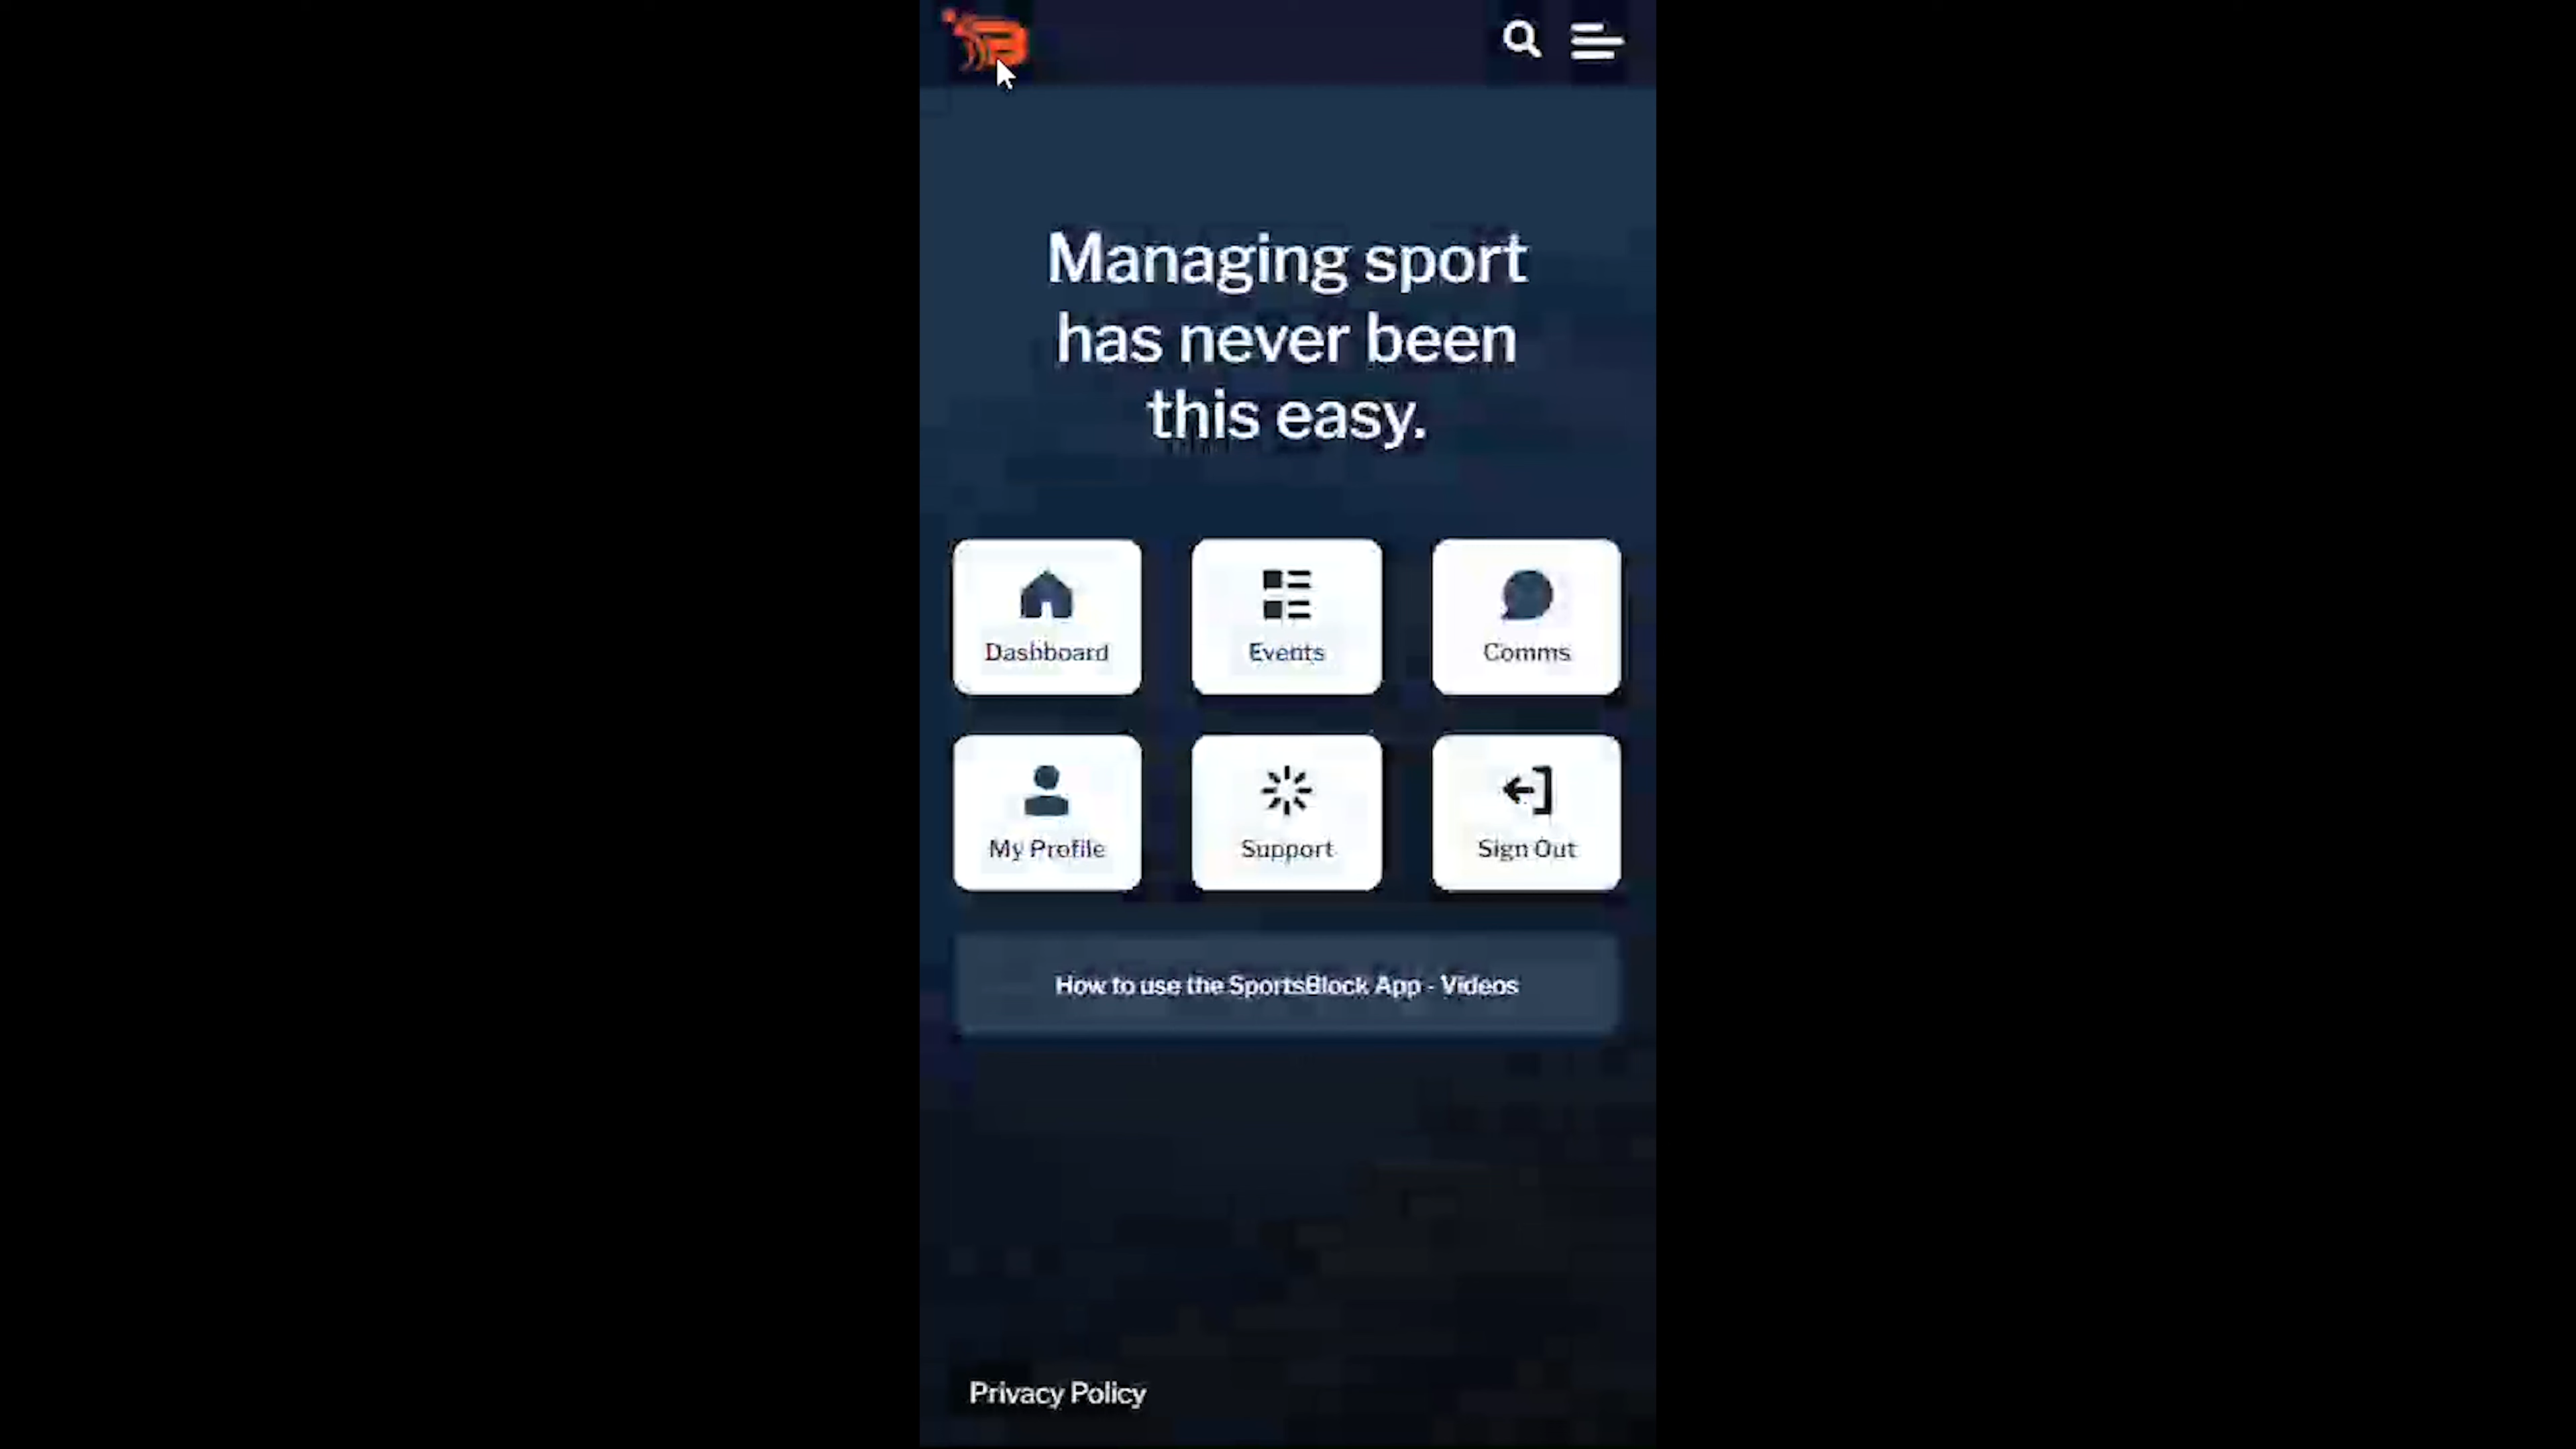 Managing sport
has never been
this easy.
Dashboard
Events
Comms
My Profile
Support
Sign Out
How to use the SportsBlock App - Videos
Privacy Policy